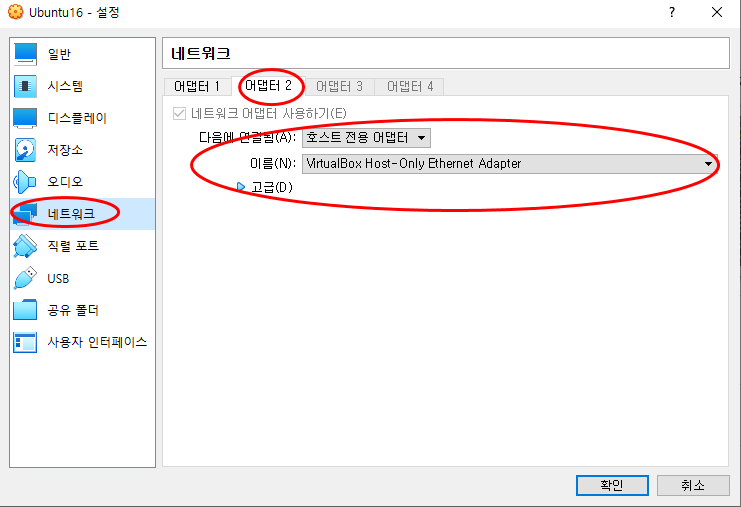 Ubuntu16 - 설정
일반
시스템
디스플레이
저장소
오디오
네트워크
직렬 포트
USB
공유 폴더
사용자 인터페이스
네트워크
어댑터 1 어댑터 2 어댑터 3 어댑터 4
네트워크 어댑터 사용하기(E)
다음에 연결됨(A): 호스트 전용 어댑터
이름(N): VirtualBox Host-Only Ethernet Adapter
고급(D)
확인 취소